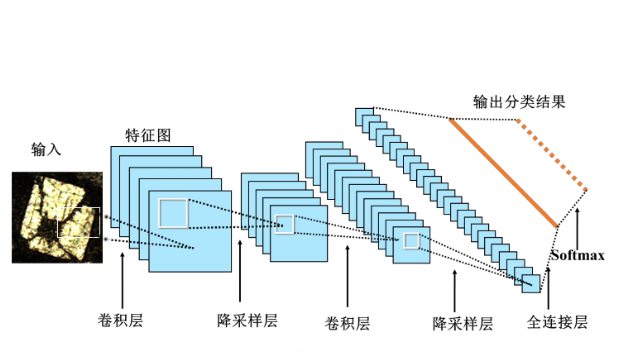 输出分类结果
特征图
输入
Softmax
卷积层
降采样层
卷积层
降采样层
全连接层